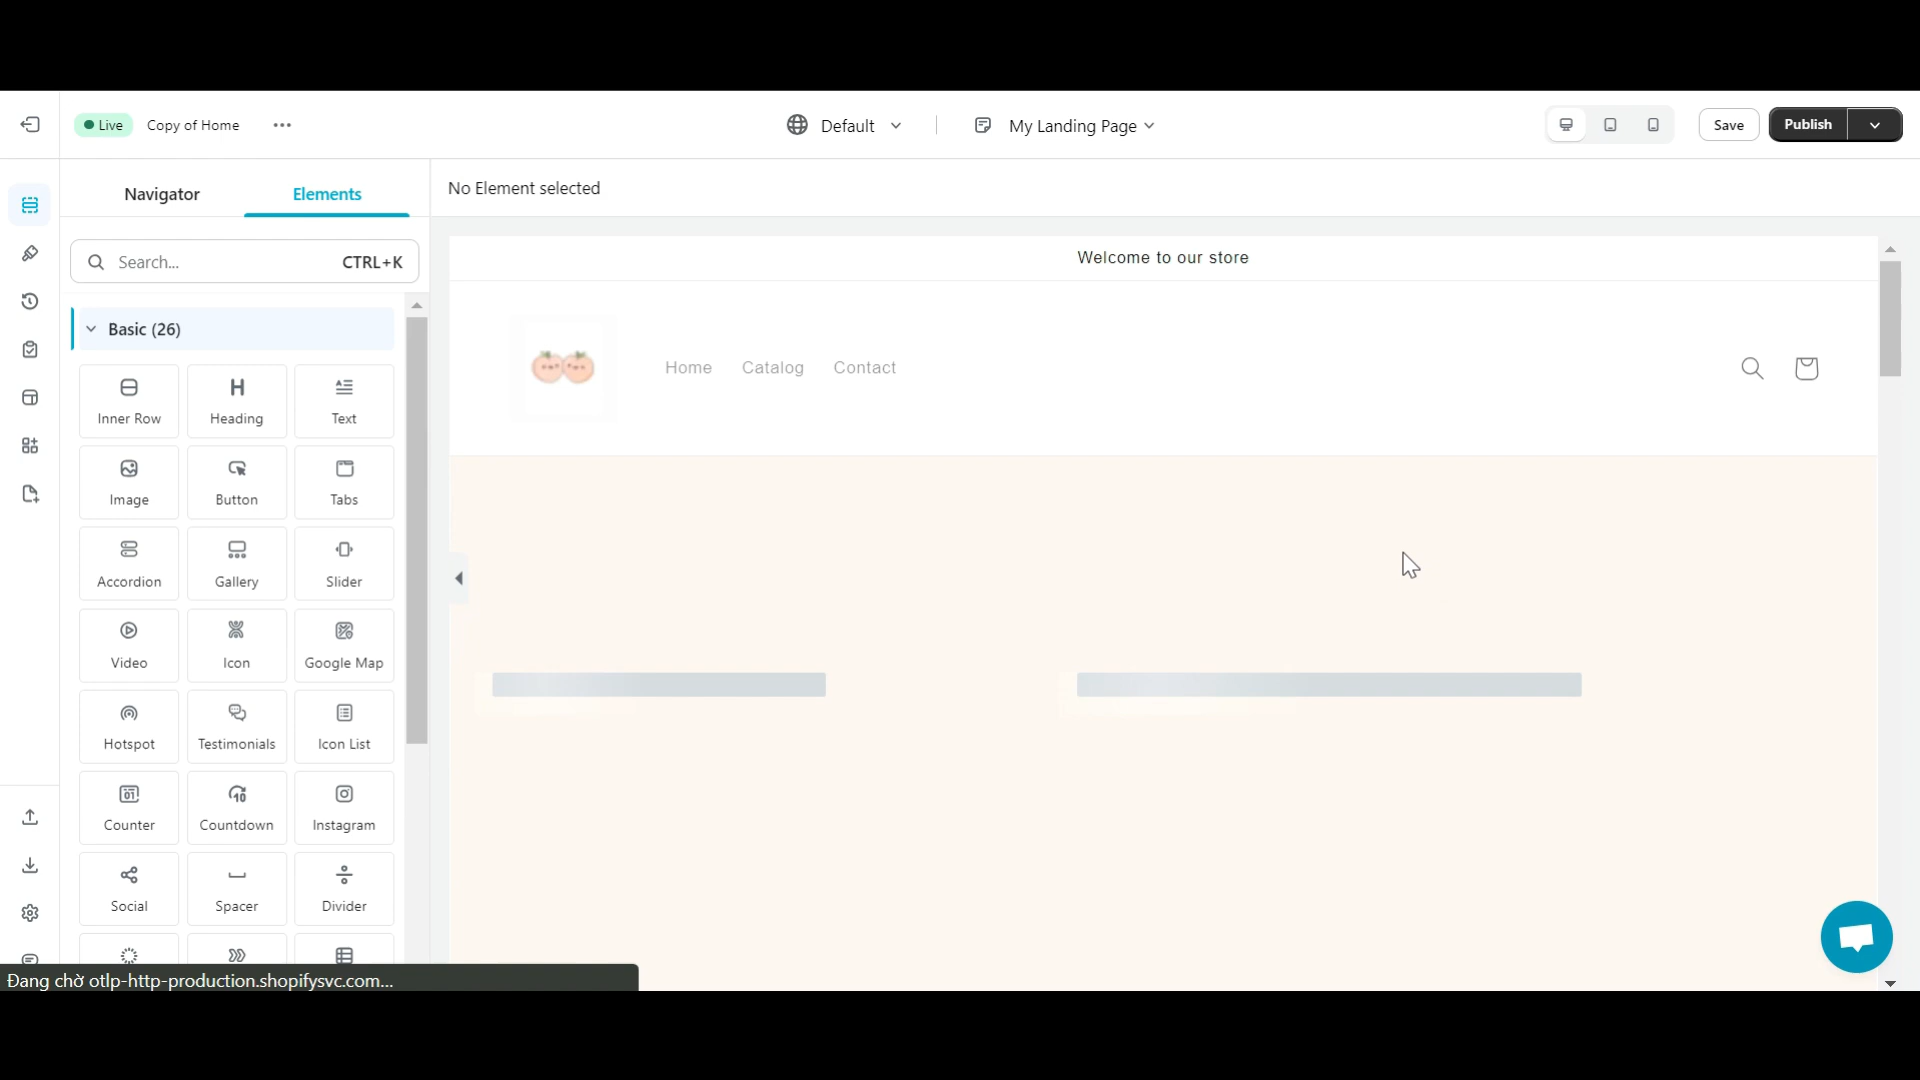 Live
Copy of Home
Default
My Landing Page
Save
Publish
Navigator
Elements
No Element selected
Search...
CTRL+K
Basic (26)
Inner Row
Heading
Text
Image
Button
Tabs
Accordion
Gallery
Slider
Video
Icon
Google Map
Hotspot
Testimonials
Icon List
Counter
Countdown
Instagram
Social
Spacer
Divider
Welcome to our store
Home
Catalog
Contact
Đang chờ otlp-http-production.shopifysvc.com...